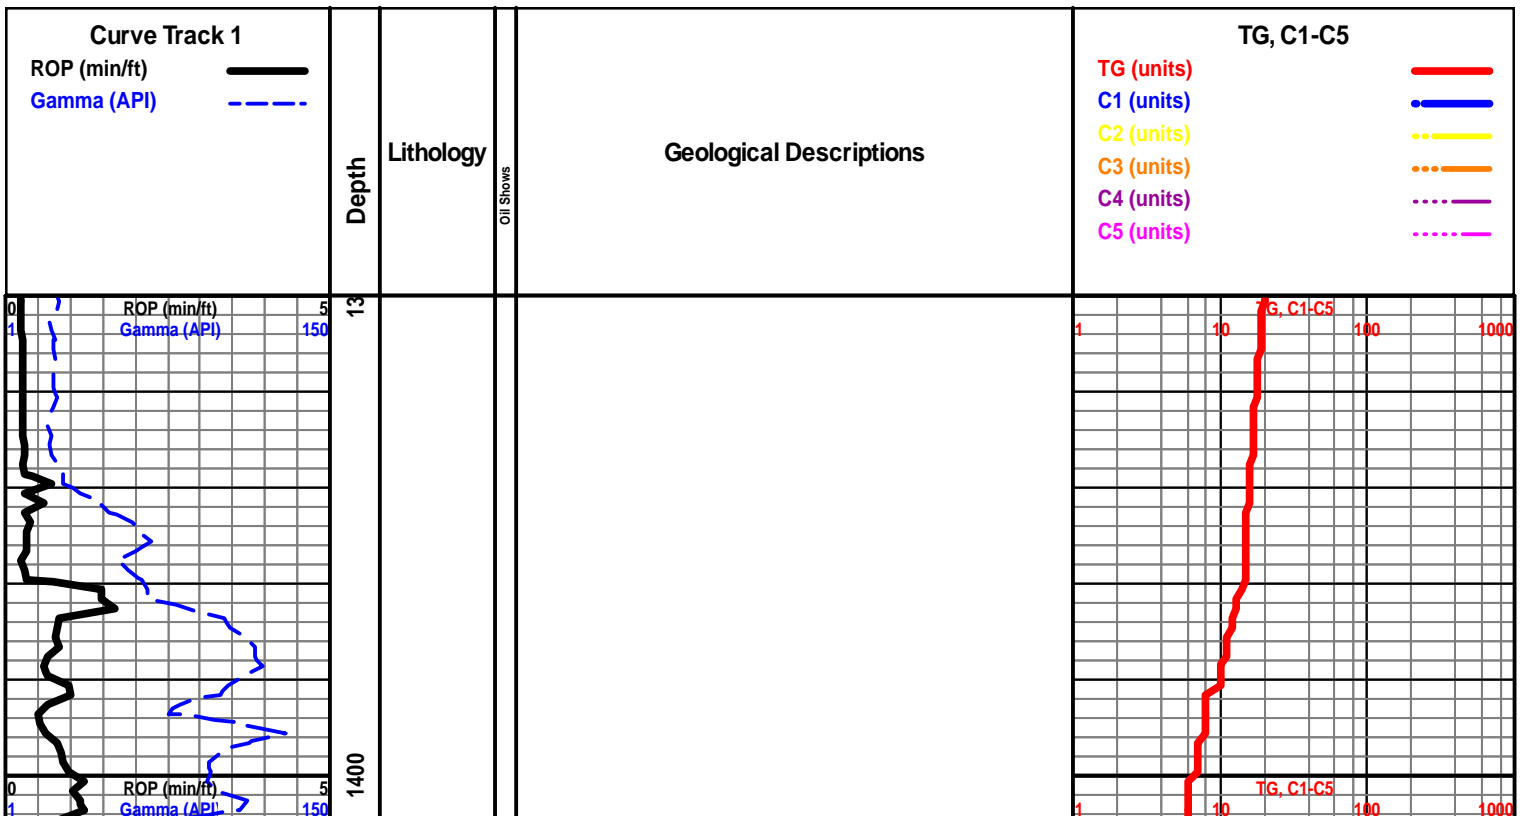 Curve Track 1
ROP (min/ft)
Gamma (API)
Depth
Lithology
Oil Shows
Geological Descriptions
TG, C1-C5
TG (units)
C1 (units)
C2 (units)
C3 (units)
C4 (units)
C5 (units)
0 ROP (min/ft) 5
1 Gamma (API) 150
13
TG, C1-C5
1 10 100 1000
1400
0 ROP (min/ft) 5
1 Gamma (API) 150
TG, C1-C5
1 10 100 1000